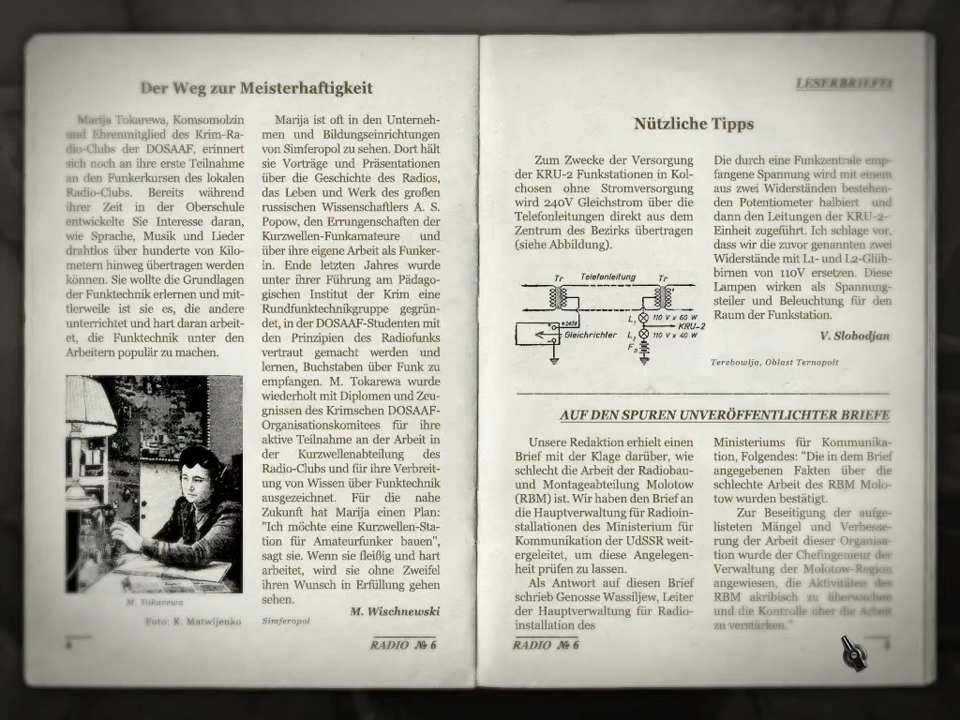 Der Weg zur Meisterhaftigkeit
Marija Tokarewa, Komsomolzin
und Ehrenmitglied des Krim-Ra-
dio-Clubs der DOSAAF, erinnert
sich noch an ihre erste Teilnahme
an den Funkerkursen des lokalen
Radio-Clubs. Bereits während
ihrer Zeit in der Oberschule
entwickelte Sie Interesse daran,
wie Sprache, Musik und Lieder
drahtlos über hunderte von Kilo-
metern hinweg übertragen werden
können. Sie wollte die Grundlagen
der Funktechnik erlernen und mit-
tlerweile ist sie es, die andere
unterrichtet und hart daran arbeit-
et, die Funktechnik unter den
Arbeitern populär zu machen.
M. Tokarewa
Foto: K. Matwijenko
Marija ist oft in den Unterneh-
men und Bildungseinrichtungen
von Simferopol zu sehen. Dort hält
sie Vorträge und Präsentationen
über die Geschichte des Radios,
das Leben und Werk des großen
russischen Wissenschaftlers A. S.
Popow, den Errungenschaften der
Kurzwellen-Funkamateure und
über ihre eigene Arbeit als Funker-
in. Ende letzten Jahres wurde
unter ihrer Führung am Pädago-
gischen Institut der Krim eine
Rundfunktechnikgruppe gegrün-
det, in der DOSAAF-Studenten mit
den Prinzipien des Radiofunks
vertraut gemacht werden und
lernen, Buchstaben über Funk zu
empfangen. M. Tokarewa wurde
wiederholt mit Diplomen und Zeu-
gnissen des Krimschen DOSAAF-
Organisationskomitees für ihre
aktive Teilnahme an der Arbeit in
der Kurzwellenabteilung des
Radio-Clubs und für ihre Verbreit-
ung von Wissen über Funktechnik
ausgezeichnet. Für die nahe
Zukunft hat Marija einen Plan:
"Ich möchte eine Kurzwellen-Sta-
tion für Amateurfunker bauen",
sagt sie. Wenn sie fleißig und hart
arbeitet, wird sie ohne Zweifel
ihren Wunsch in Erfüllung gehen
sehen.
M. Wischnewski
Simferopol
RADIO № 6
LESERBRIEFE
Nützliche Tipps
Zum Zwecke der Versorgung
der KRU-2 Funkstationen in Kol-
chosen ohne Stromversorgung
wird 240V Gleichstrom über die
Telefonleitungen direkt aus dem
Zentrum des Bezirks übertragen
(siehe Abbildung).
Tr Telefonleitung Tr
+240V
Gleichrichter
L₁ 110 V x 60 W
KRU-2
110 V x 40 W
Die durch eine Funkzentrale emp-
fangene Spannung wird mit einem
aus zwei Widerständen bestehen-
den Potentiometer halbiert und
dann den Leitungen der KRU-2-
Einheit zugeführt. Ich schlage vor,
dass wir die zuvor genannten zwei
Widerstände mit L1- und L2-Glüh-
birnen von 110V ersetzen. Diese
Lampen wirken als Spannung-
steiler und Beleuchtung für den
Raum der Funkstation.
V. Slobodjan
Terebowlja, Oblast Ternopolt
AUF DEN SPUREN UNVERÖFFENTLICHTER BRIEFE
Unsere Redaktion erhielt einen
Brief mit der Klage darüber, wie
schlecht die Arbeit der Radiobau-
und Montageabteilung Molotow
(RBM) ist. Wir haben den Brief an
die Hauptverwaltung für Radioin-
stallationen des Ministerium für
Kommunikation der UdSSR weit-
ergeleitet, um diese Angelegen-
heit prüfen zu lassen.
Als Antwort auf diesen Brief
schrieb Genosse Wassiljew, Leiter
der Hauptverwaltung für Radio-
installation des
Ministeriums für Kommunika-
tion, Folgendes: "Die in dem Brief
angegebenen Fakten über die
schlechte Arbeit des RBM Molo-
tow wurden bestätigt.
Zur Beseitigung der aufge-
listeten Mängel und Verbesse-
rung der Arbeit dieser Organisa-
tion wurde der Chefingenieur der
Verwaltung der Molotow-Region
angewiesen, die Aktivitäten des
RBM akribisch zu überwachen
und die Kontrolle über die Arbeit
zu verstärken."
RADIO № 6